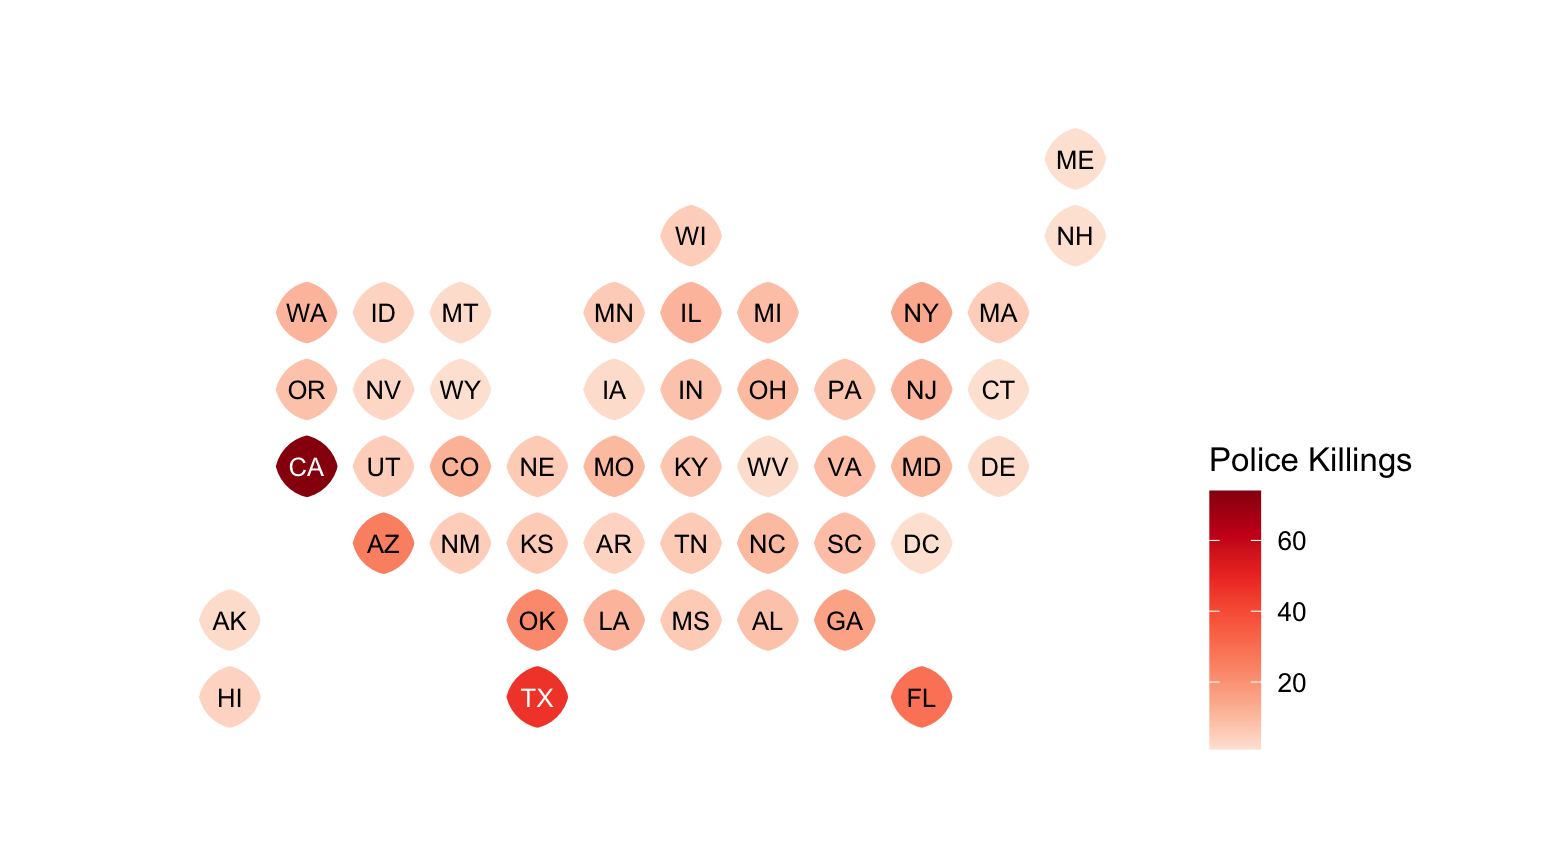 ME
WI NH
WA ID MT MN IL MI NY MA
OR NV WY IA IN OH PA NJ CT
CA UT CO NE MO KY WV VA MD DE
AZ NM KS AR TN NC SC DC
AK OK LA MS AL GA
HI TX FL
Police Killings
60
40
20